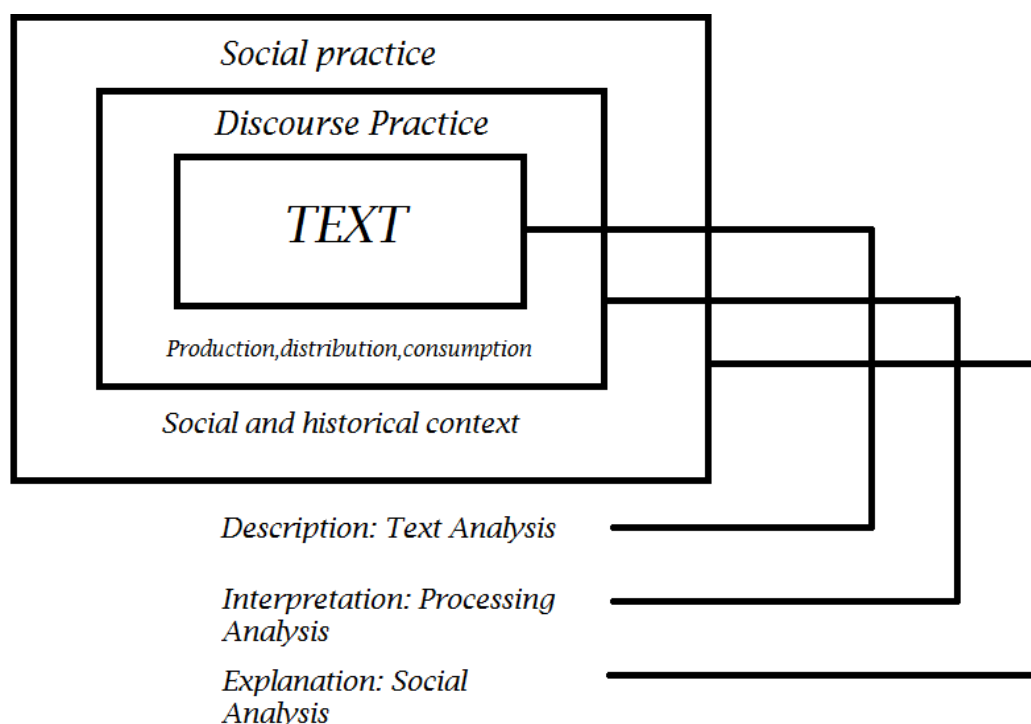 Social practice
Discourse Practice
TEXT
Production,distribution,consumption
Social and historical context
Description: Text Analysis
Interpretation: Processing
Analysis
Explanation: Social
Analysis